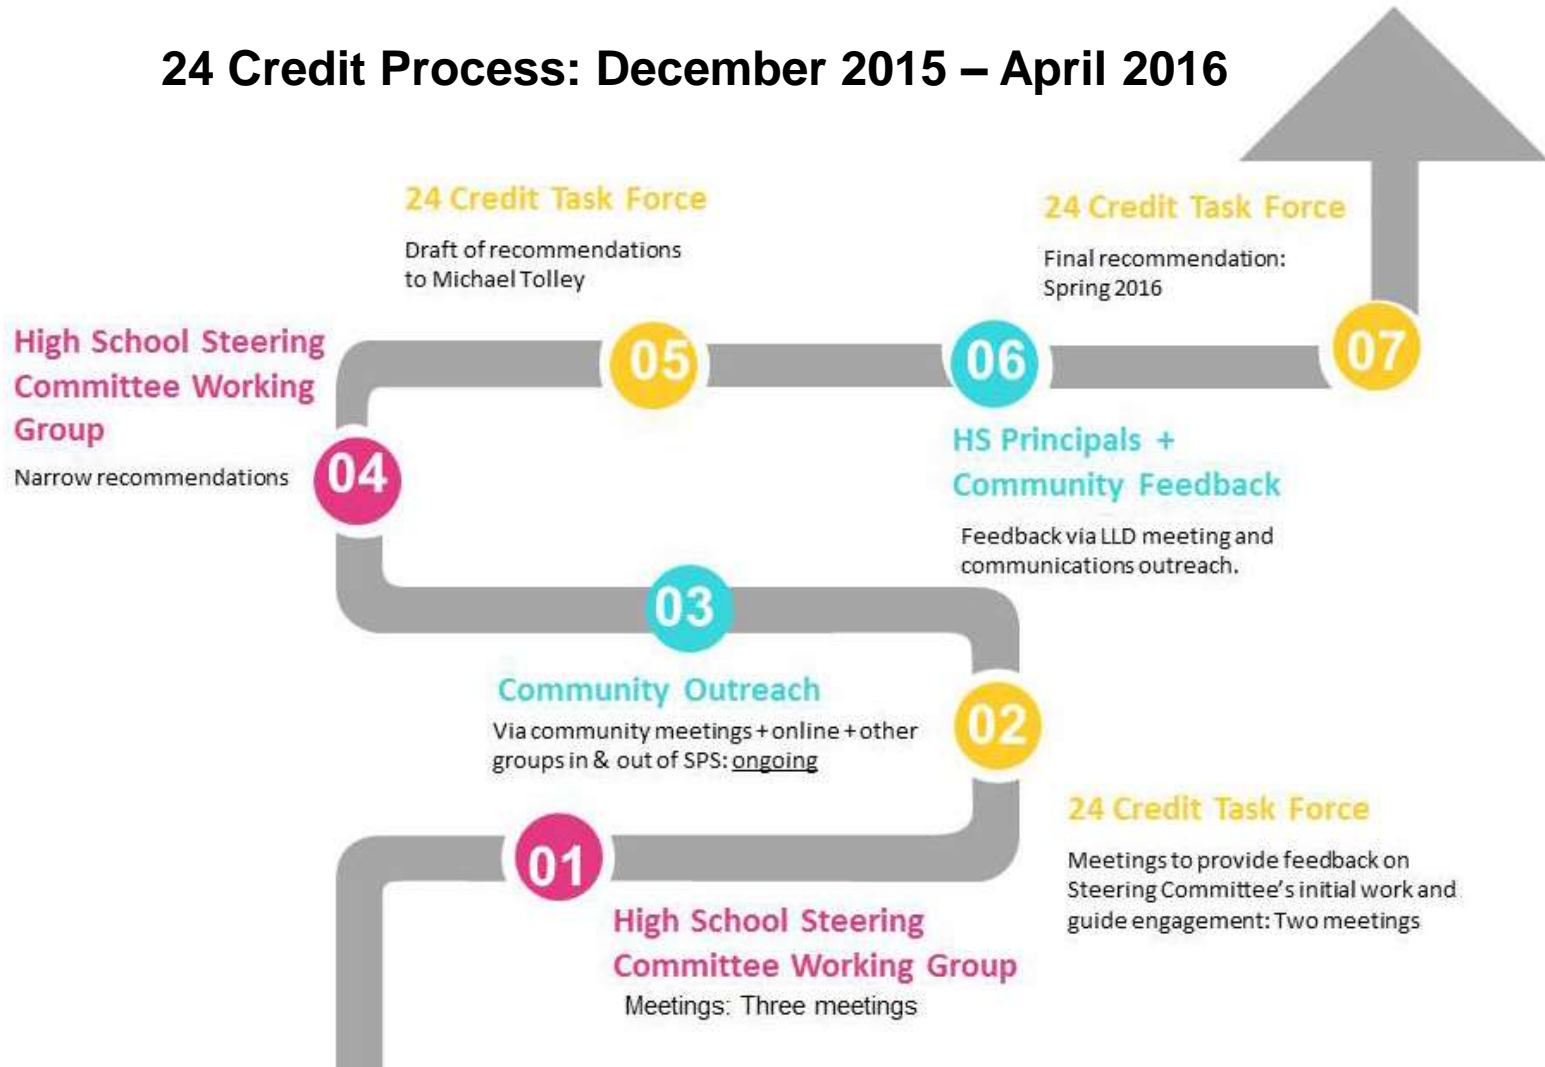 24 Credit Process: December 2015 – April 2016
24 Credit Task Force
Draft of recommendations
to Michael Tolley
24 Credit Task Force
Final recommendation:
Spring 2016
High School Steering
Committee Working
Group
Narrow recommendations
04
05
06
07
HS Principals +
Community Feedback
Feedback via LLD meeting and
communications outreach.
03
Community Outreach
Via community meetings + online + other
groups in & out of SPS: ongoing
02
24 Credit Task Force
Meetings to provide feedback on
Steering Committee's initial work and
guide engagement: Two meetings
01
High School Steering
Committee Working Group
Meetings: Three meetings